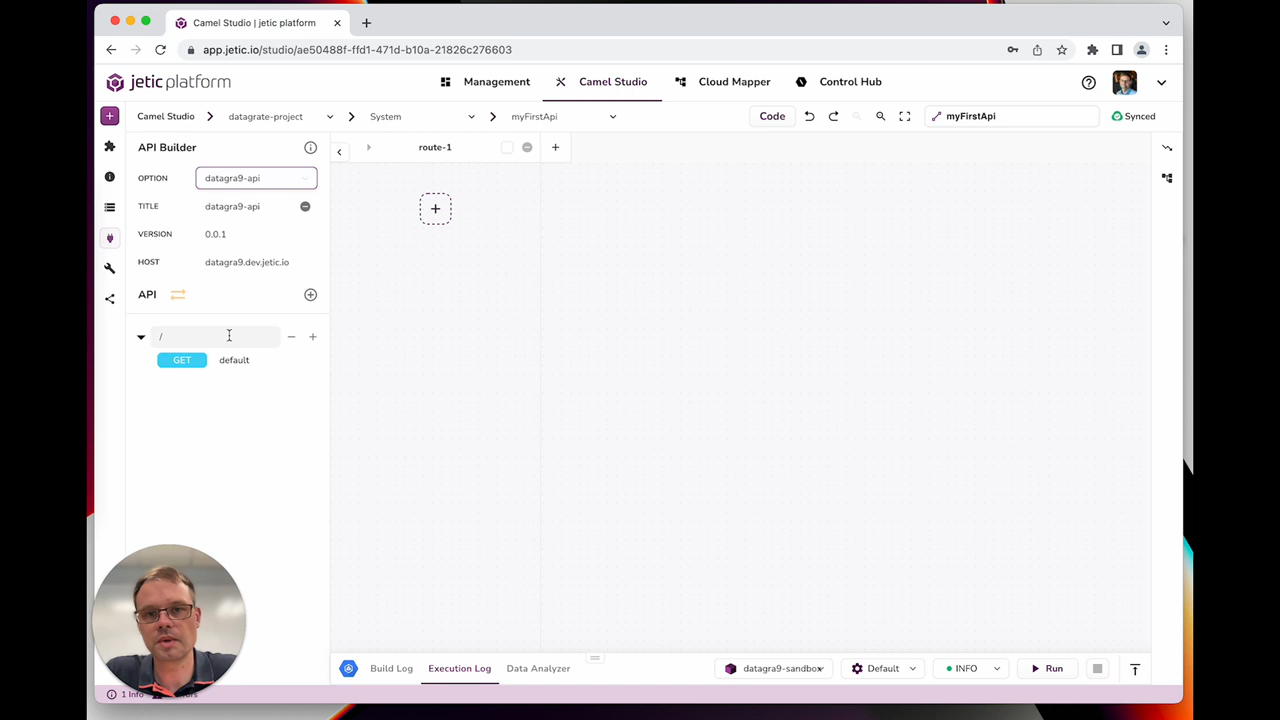 Camel Studio | jetic platform
app.jetic.io/studio/ae50488f-ffd1-471d-b10a-21826c276603
jetic platform
Management
Camel Studio
Cloud Mapper
Control Hub
Camel Studio
datagrate-project
System
myFirstApi
Code
myFirstApi
Synced
API Builder
route-1
OPTION
datagra9-api
TITLE
datagra9-api
VERSION
0.0.1
HOST
datagra9.dev.jetic.io
API
/
GET
default
Build Log
Execution Log
Data Analyzer
datagra9-sandbox
Default
INFO
Run
1 Info